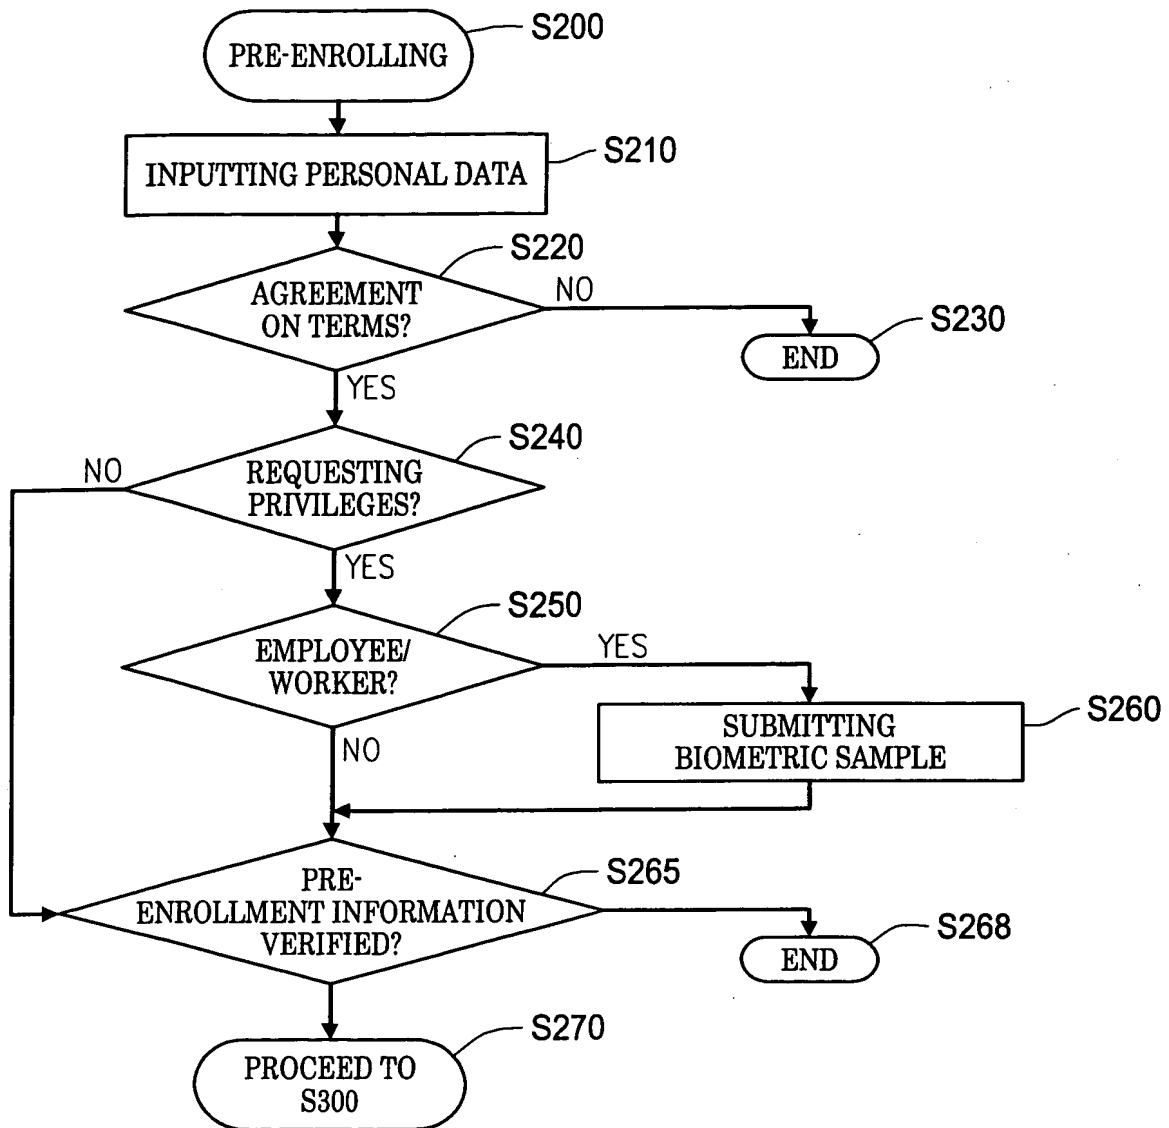 S200
PRE-ENROLLING
S210
INPUTTING PERSONAL DATA
S220
AGREEMENT
ON TERMS?
NO
S230
END
YES
S240
REQUESTING
PRIVILEGES?
NO
YES
S250
EMPLOYEE/
WORKER?
YES
S260
SUBMITTING
BIOMETRIC SAMPLE
NO
S265
PRE-
ENROLLMENT INFORMATION
VERIFIED?
S268
END
S270
PROCEED TO
S300